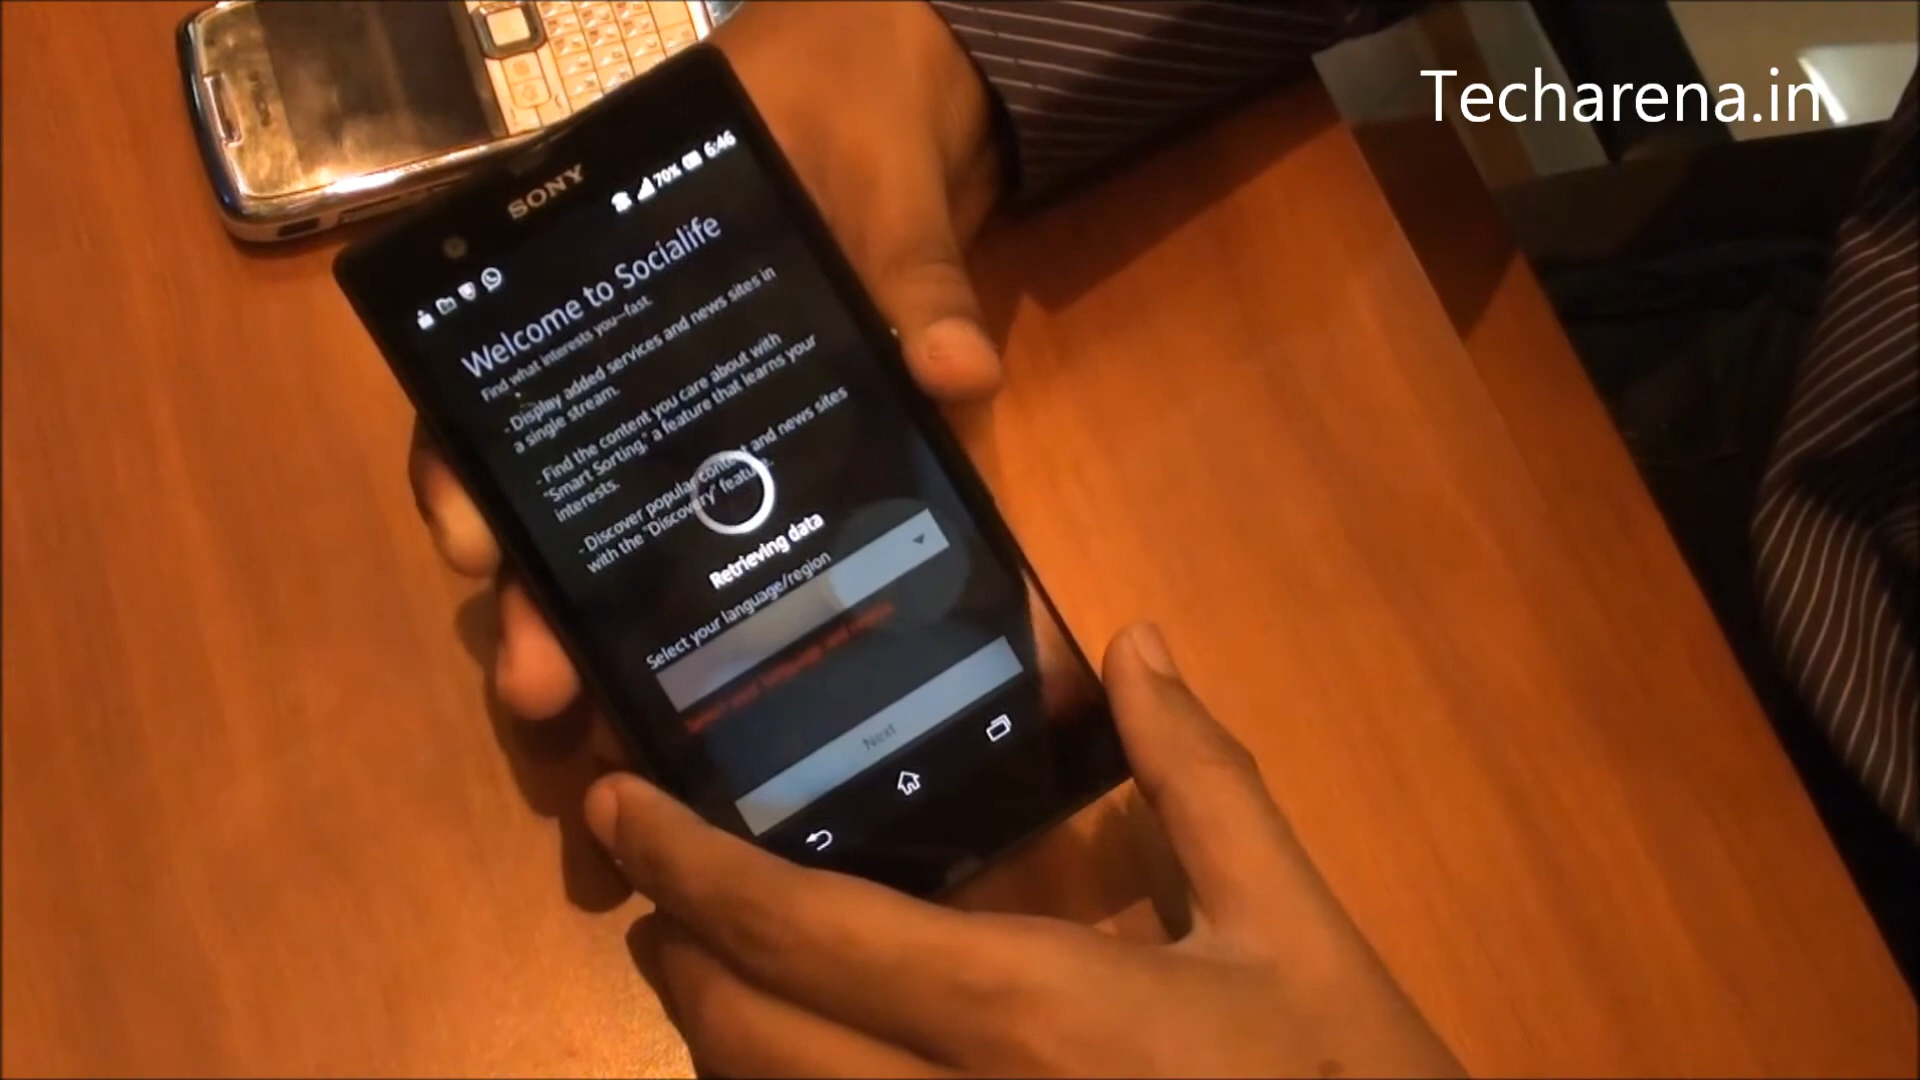 Techarena.in
SONY
70% 6:46
Welcome to Socialife
Find what interests you—fast.
- Display added services and news sites in
a single stream.
- Find the content you care about with
"Smart Sorting," a feature that learns your
interests.
- Discover popular content and news sites
with the "Discovery" feature.
Retrieving data
Select your language/region
Next